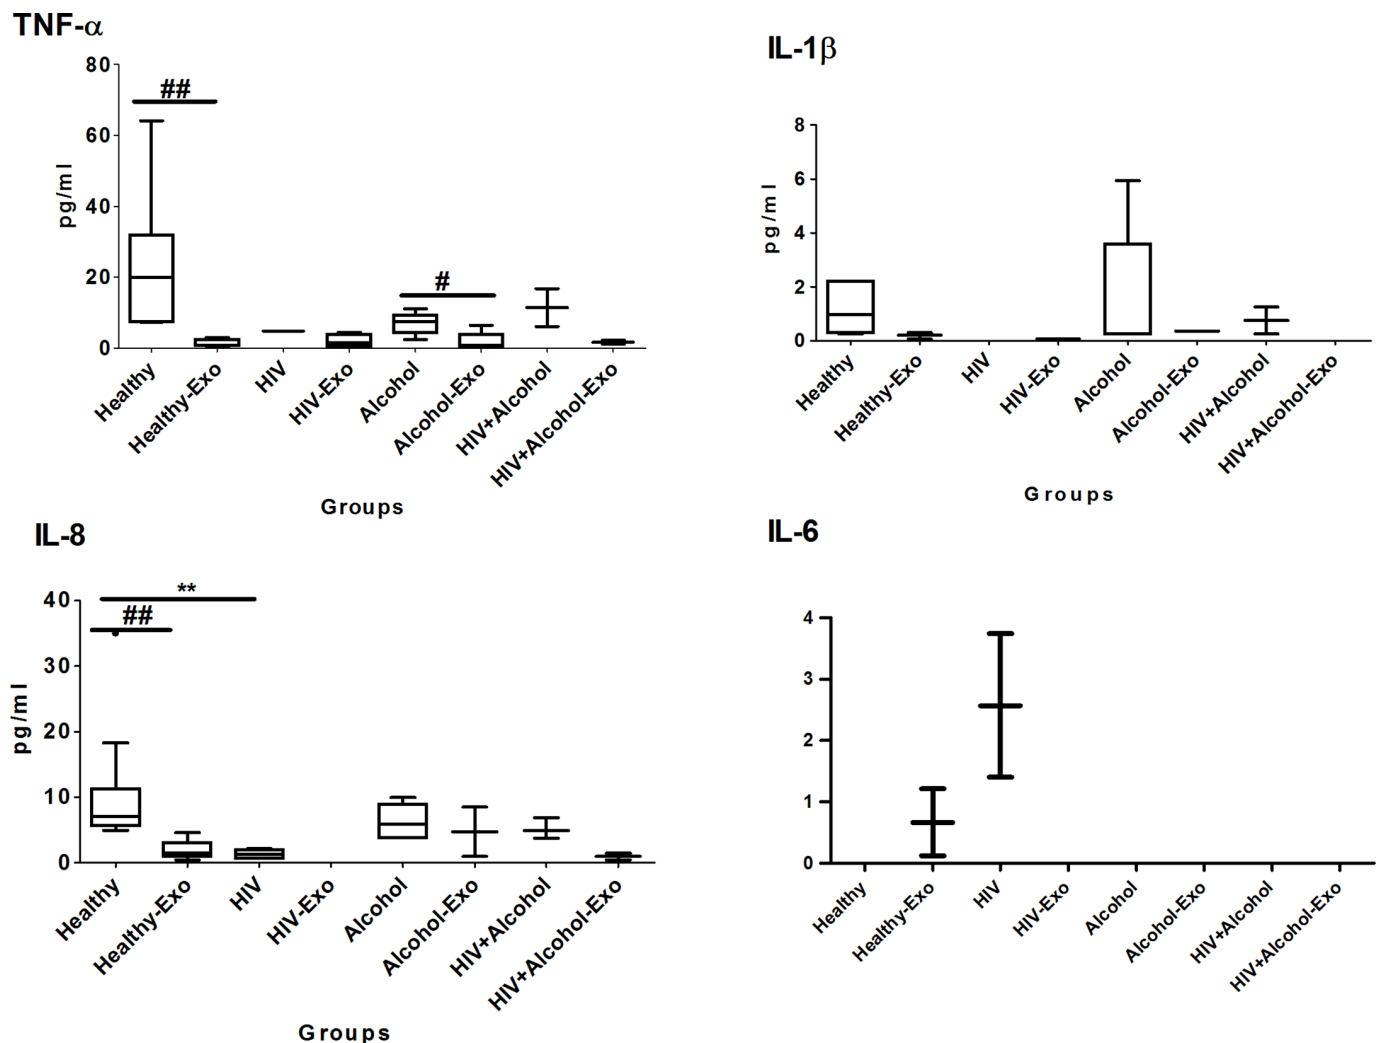 TNF-α
80
60
40
20
0
pg/ml
##
#
Healthy
Healthy-Exo
HIV
HIV-Exo
Alcohol
Alcohol-Exo
HIV+Alcohol
HIV+Alcohol-Exo
Groups
IL-1β
8
6
4
2
0
pg/ml
Healthy
Healthy-Exo
HIV
HIV-Exo
Alcohol
Alcohol-Exo
HIV+Alcohol
HIV+Alcohol-Exo
Groups
IL-8
40
30
20
10
0
pg/ml
**
##
Healthy
Healthy-Exo
HIV
HIV-Exo
Alcohol
Alcohol-Exo
HIV+Alcohol
HIV+Alcohol-Exo
Groups
IL-6
4
3
2
1
0
Healthy
Healthy-Exo
HIV
HIV-Exo
Alcohol
Alcohol-Exo
HIV+Alcohol
HIV+Alcohol-Exo